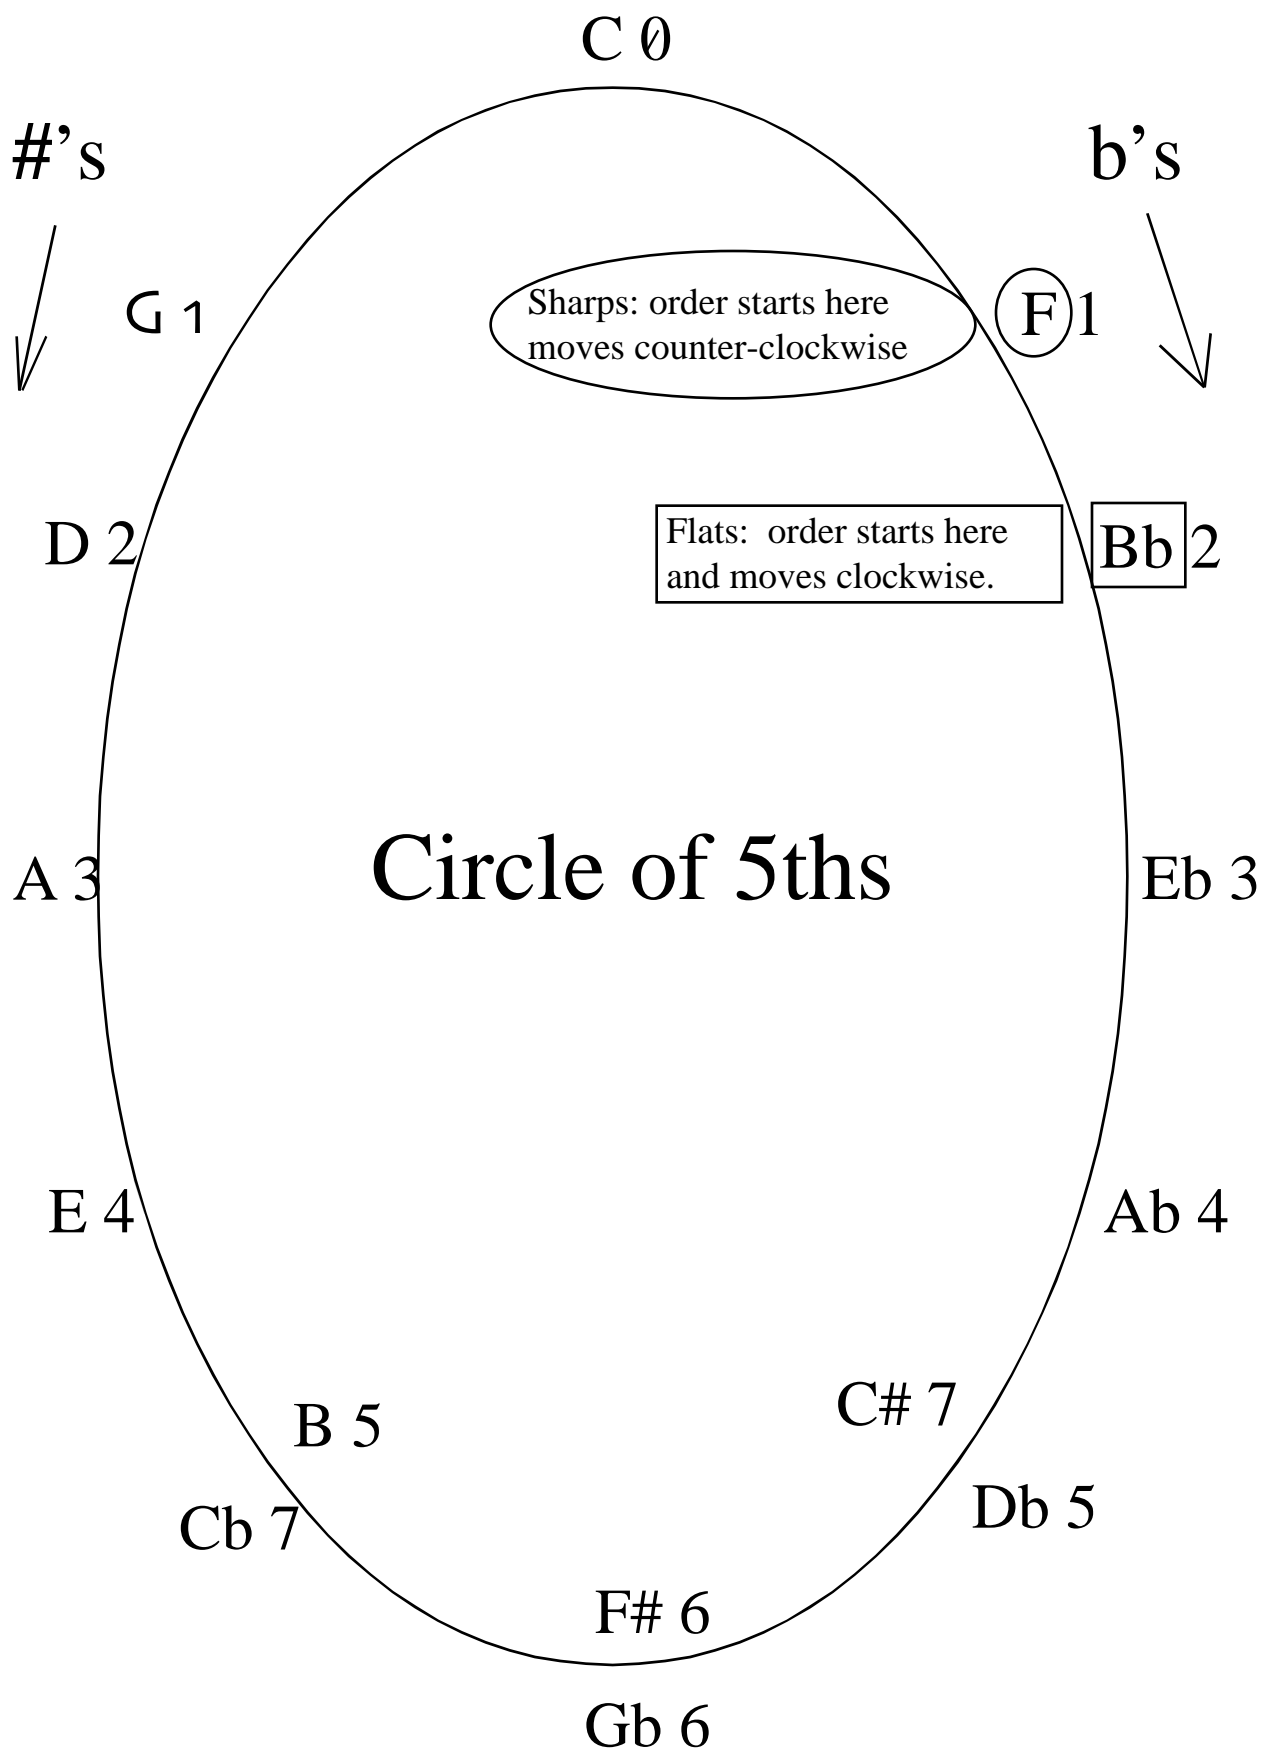 C 0
#'s
b's
G 1
Sharps: order starts here
moves counter-clockwise
F 1
D 2
Flats:  order starts here
and moves clockwise.
Bb 2
A 3
Circle of 5ths
Eb 3
E 4
Ab 4
B 5
C# 7
Cb 7
Db 5
F# 6
Gb 6